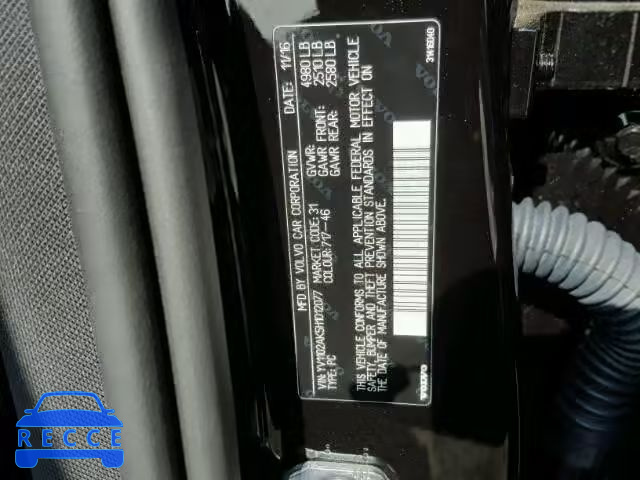 MFD.BY VOLVO CAR CORPORATION DATE: 11/16
GVWR: 4980 LB
GAWR FRONT: 2510 LB
GAWR REAR: 2580 LB
VIN: YV1102AK3H1012077 MARKET CODE: 31
TYPE: PC COLOUR: 717-46
THIS VEHICLE CONFORMS TO ALL APPLICABLE FEDERAL MOTOR VEHICLE
SAFETY, BUMPER AND THEFT PREVENTION STANDARDS IN EFFECT ON
THE DATE OF MANUFACTURE SHOWN ABOVE.
VOLVO
RECCE